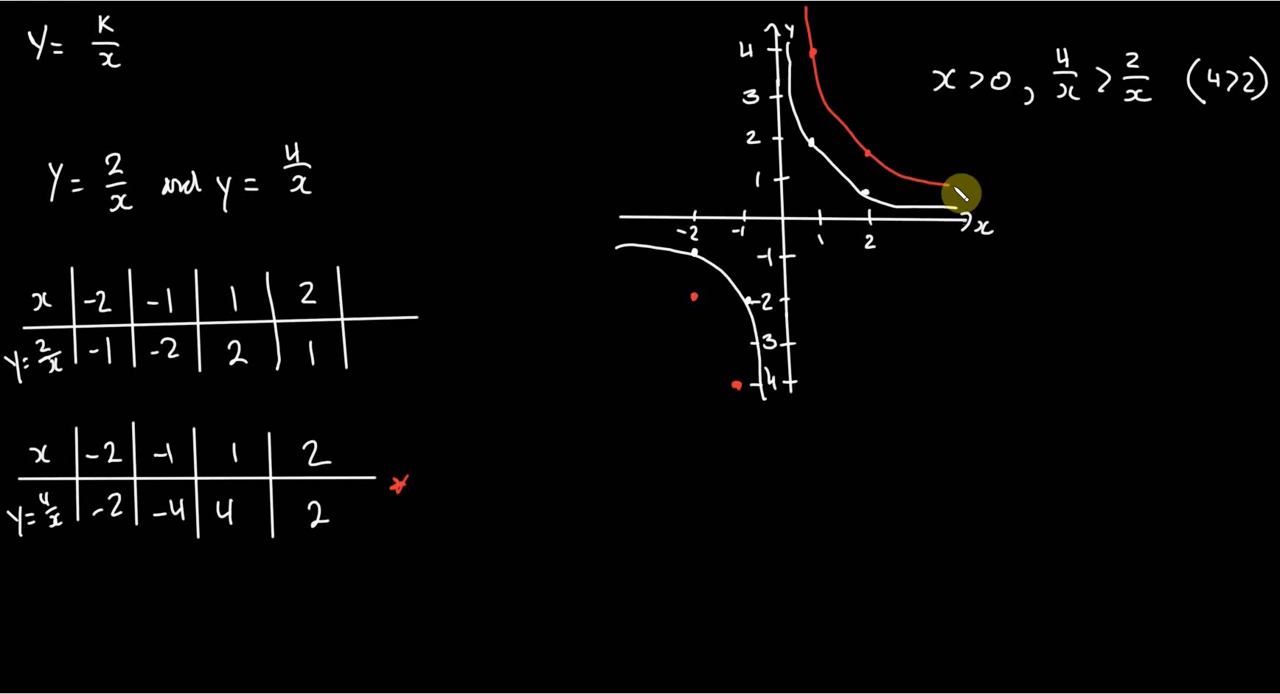 Y = K/x
Y = 2/x and y = 4/x
x | -2 | -1 | 1 | 2
Y = 2/x | -1 | -2 | 2 | 1
x | -2 | -1 | 1 | 2
Y = 4/x | -2 | -4 | 4 | 2
y
4
3
2
1
-2 -1 1 2 x
-1
-2
-3
-4
x > 0, 4/x > 2/x (4>2)